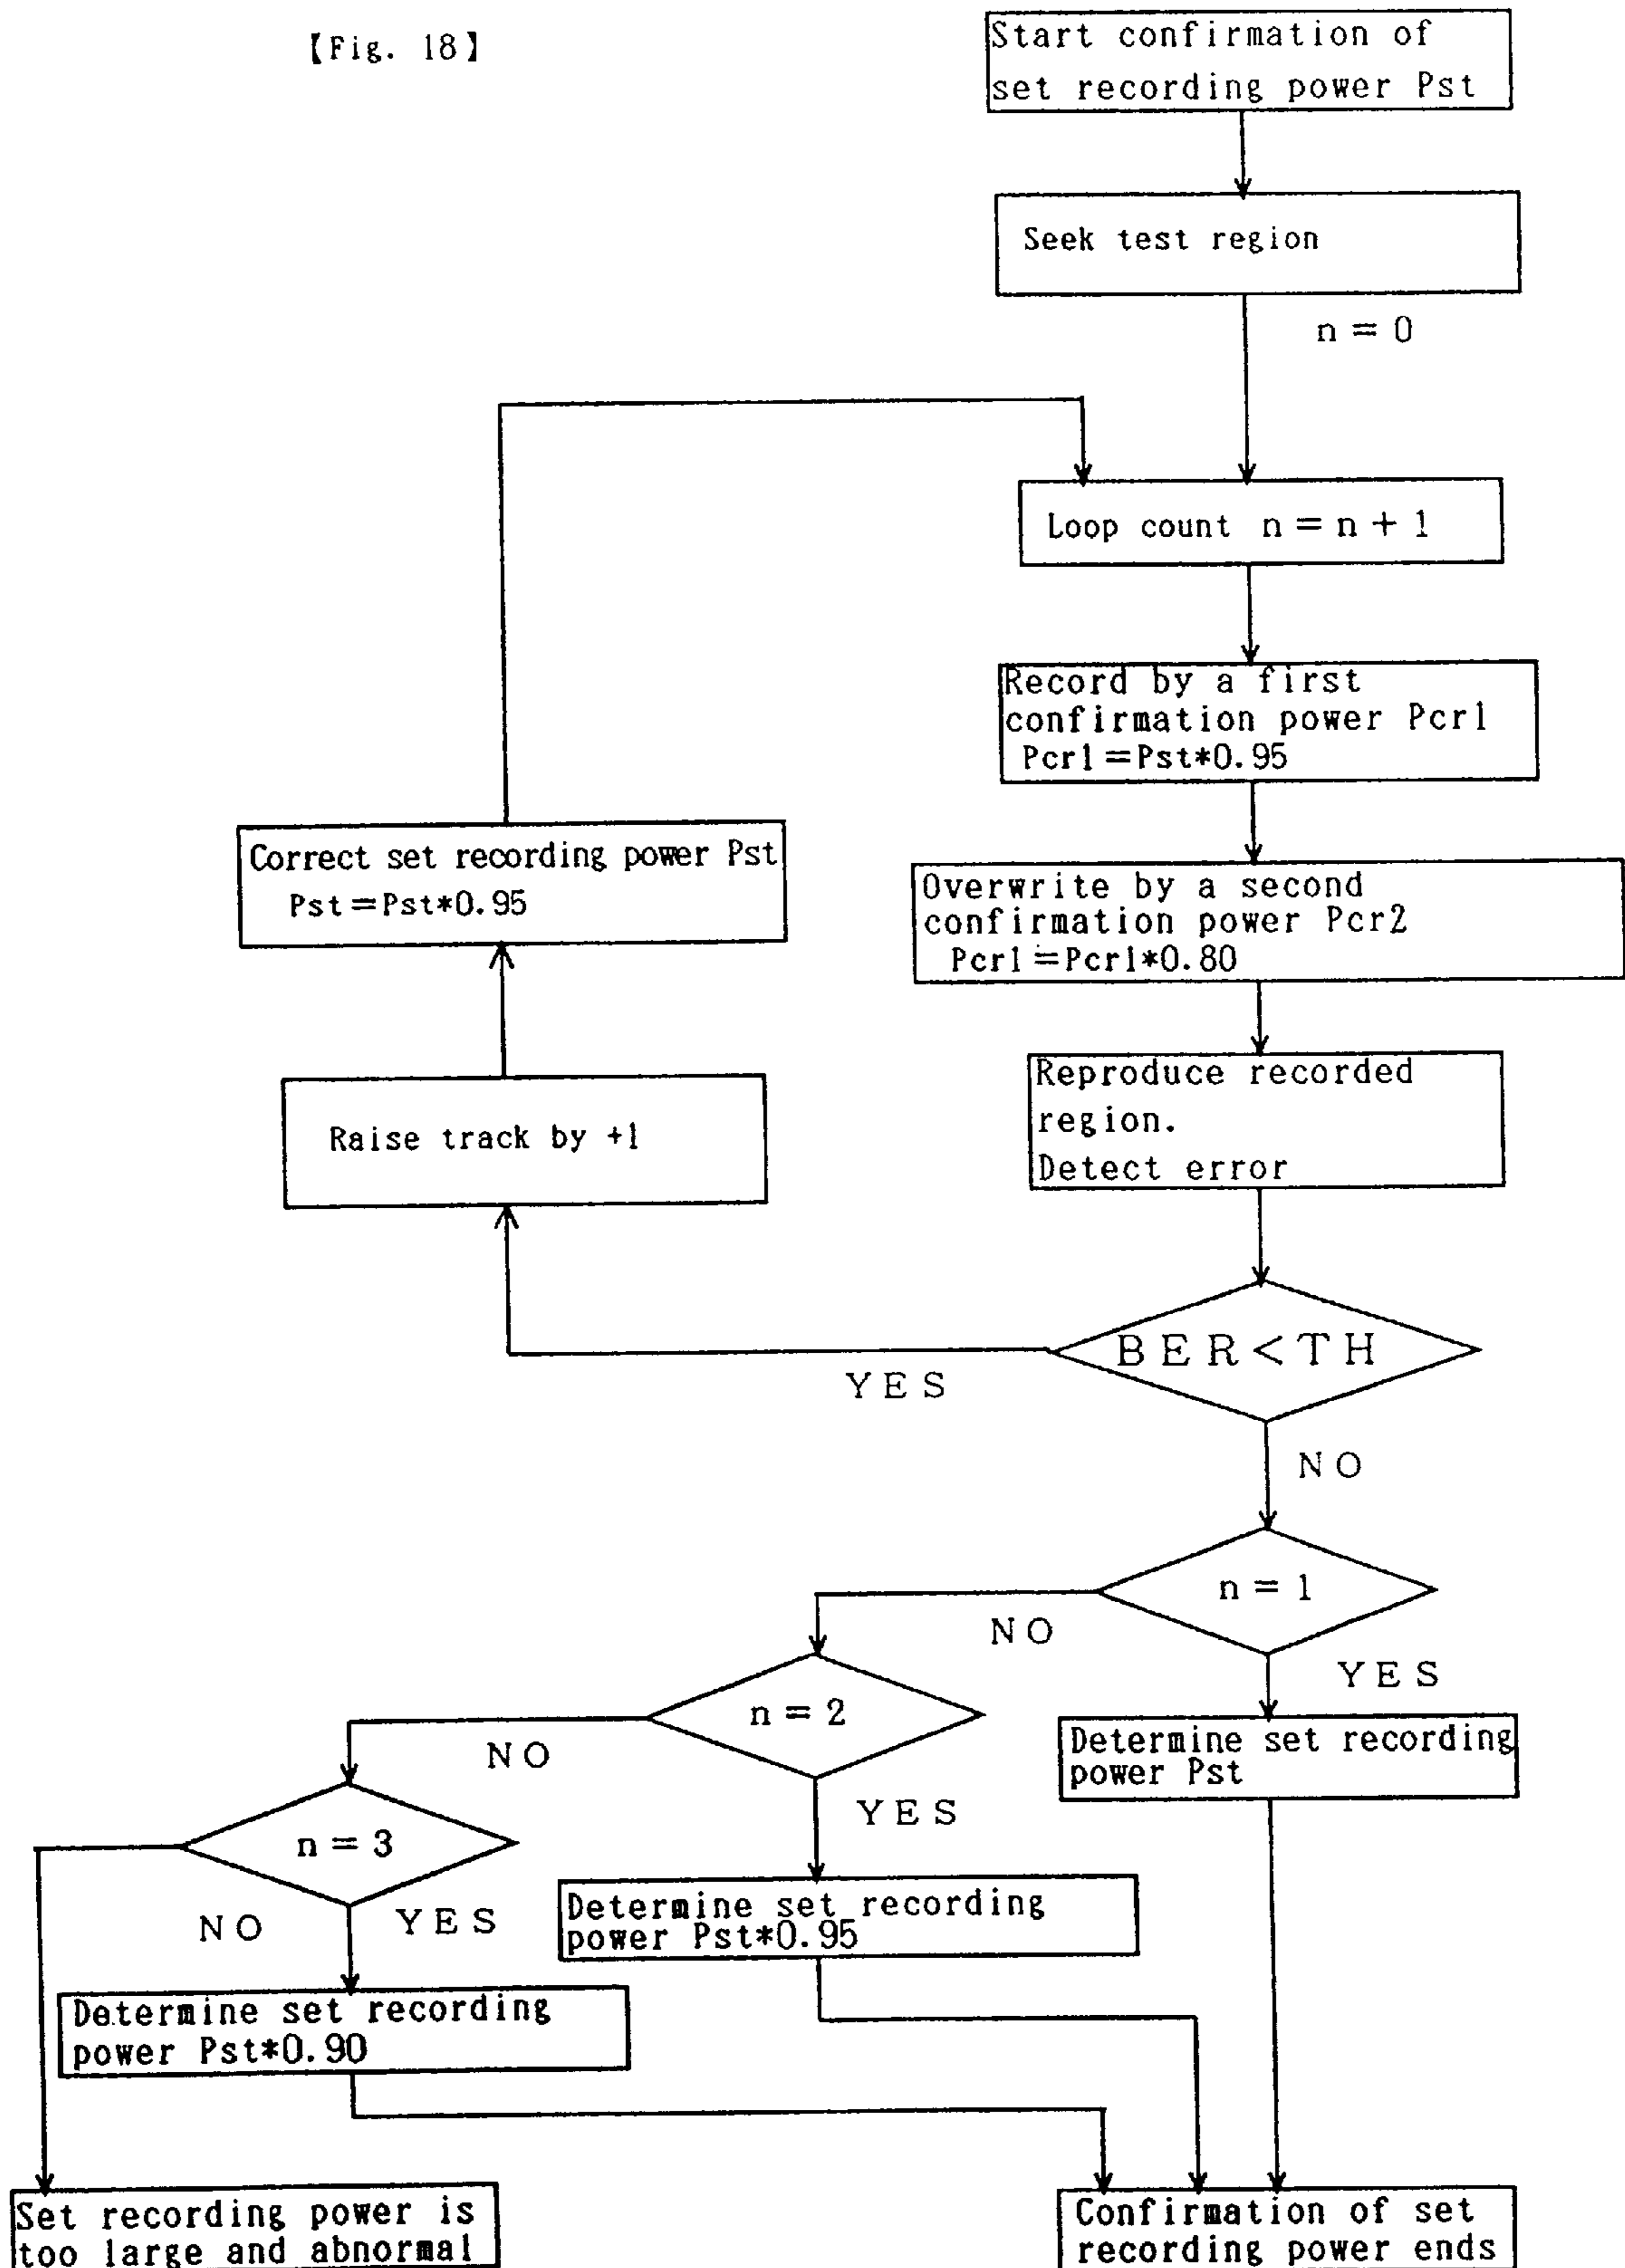 【Fig. 18】
Start confirmation of
set recording power Pst
Seek test region
n = 0
Loop count n = n + 1
Record by a first
confirmation power Pcr1
Pcr1=Pst*0.95
Correct set recording power Pst
Pst=Pst*0.95
Overwrite by a second
confirmation power Pcr2
Pcr1=Pcr1*0.80
Reproduce recorded
region.
Detect error
Raise track by +1
BER<TH
YES
NO
n = 1
NO
YES
n = 2
NO
YES
Determine set recording
power Pst
n = 3
NO
YES
Determine set recording
power Pst*0.95
Determine set recording
power Pst*0.90
Set recording power is
too large and abnormal
Confirmation of set
recording power ends